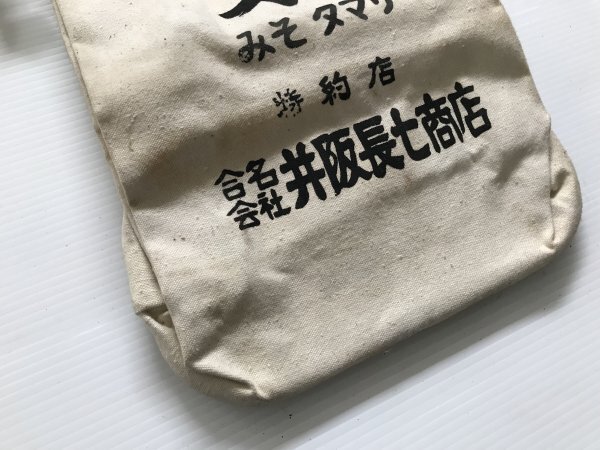 みそ タマリ
特約店
合名会社 井阪長七商店